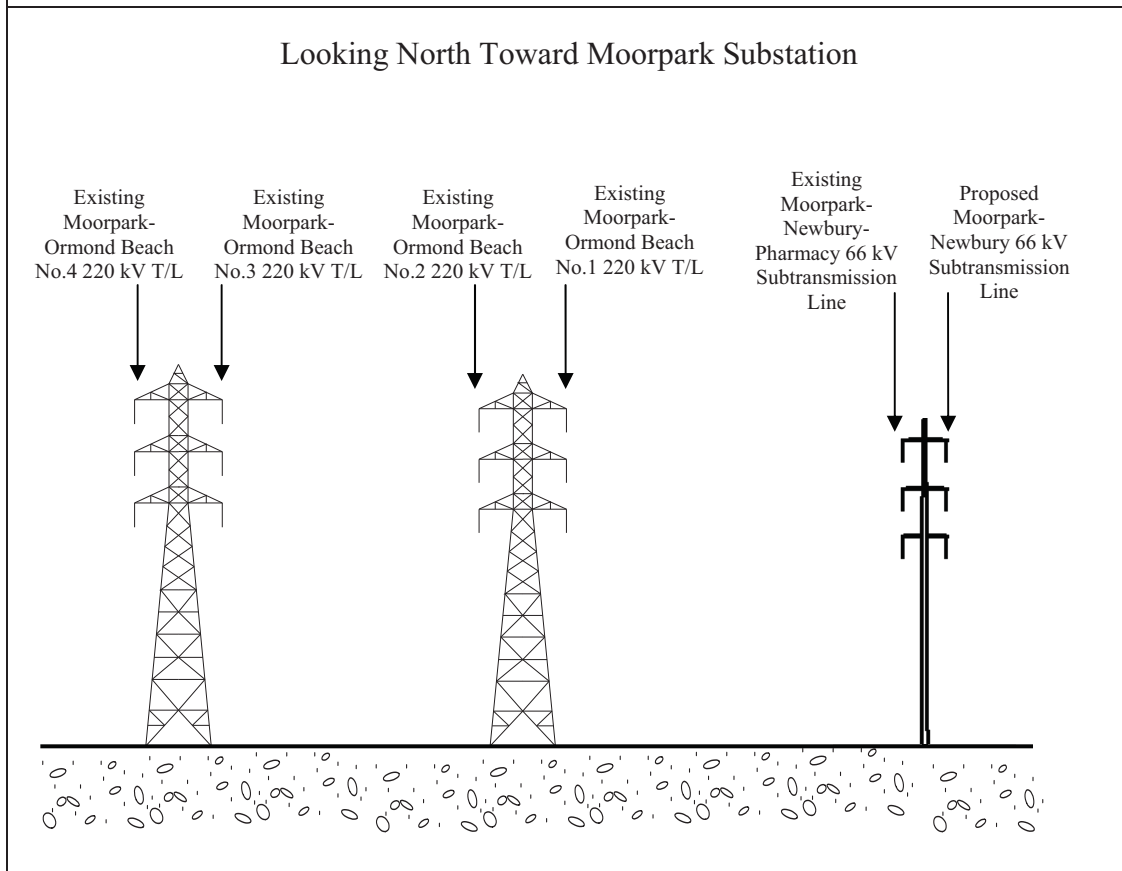 Looking North Toward Moorpark Substation
Existing
Moorpark-
Ormond Beach
No.4 220 kV T/L
Existing
Moorpark-
Ormond Beach
No.3 220 kV T/L
Existing
Moorpark-
Ormond Beach
No.2 220 kV T/L
Existing
Moorpark-
Ormond Beach
No.1 220 kV T/L
Existing
Moorpark-
Newbury-
Pharmacy 66 kV
Subtransmission
Line
Proposed
Moorpark-
Newbury 66 kV
Subtransmission
Line